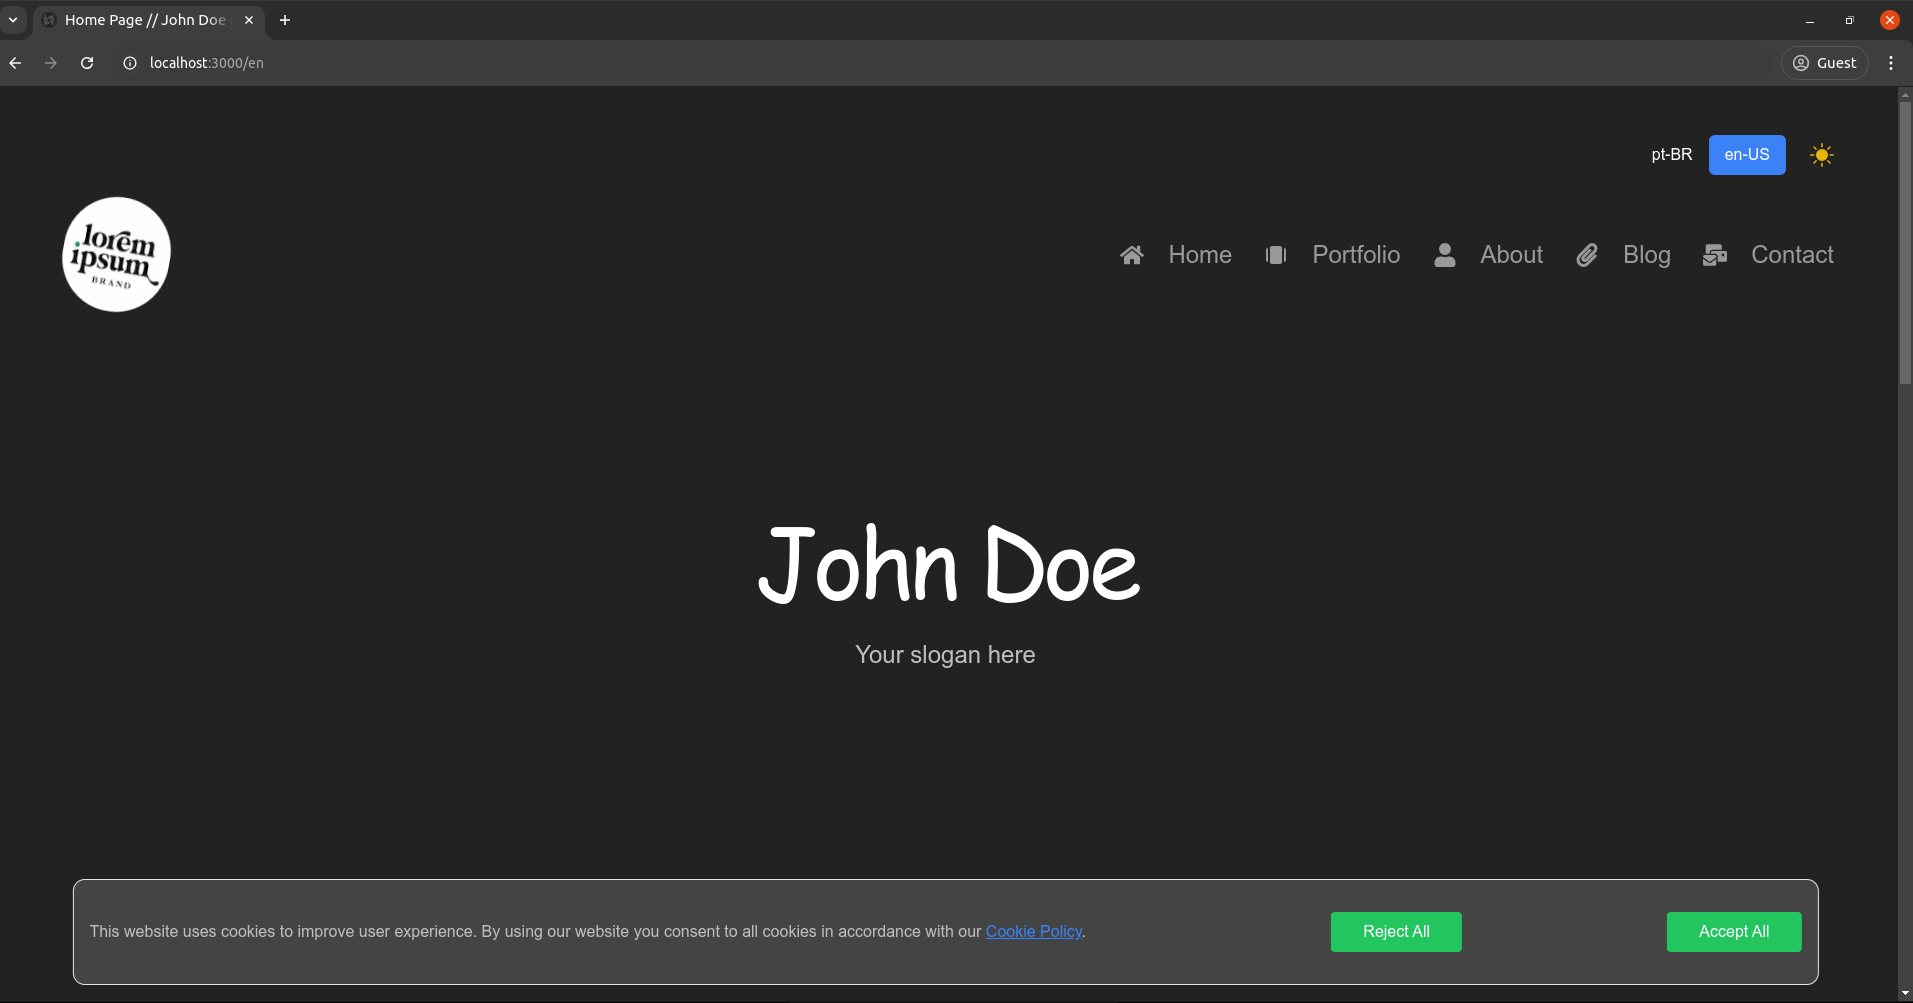 Home Page // John Doe
localhost:3000/en
Guest
pt-BR
en-US
lorem
ipsum
BRAND
Home
Portfolio
About
Blog
Contact
John Doe
Your slogan here
This website uses cookies to improve user experience. By using our website you consent to all cookies in accordance with our Cookie Policy.
Reject All
Accept All